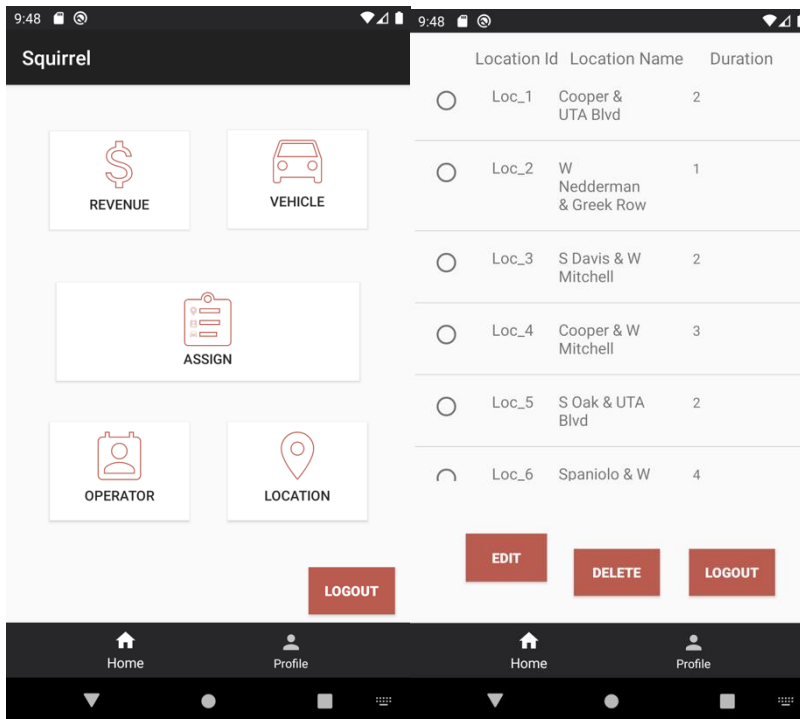 9:48
Squirrel
REVENUE
VEHICLE
ASSIGN
OPERATOR
LOCATION
LOGOUT
Home
Profile
9:48
Location Id Location Name Duration
Loc_1 Cooper & 2
UTA Blvd
Loc_2 W 1
Nedderman
& Greek Row
Loc_3 S Davis & W 2
Mitchell
Loc_4 Cooper & W 3
Mitchell
Loc_5 S Oak & UTA 2
Blvd
Loc_6 Spaniolo & W 4
EDIT
DELETE
LOGOUT
Home
Profile